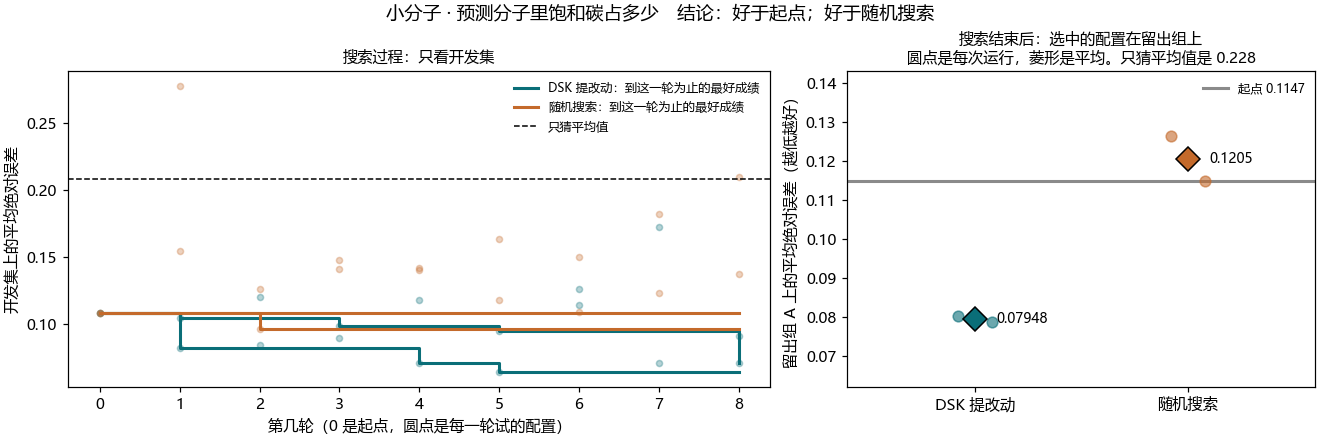 小分子 · 预测分子里饱和碳占多少　结论：好于起点；好于随机搜索
搜索过程：只看开发集
DSK 提改动：到这一轮为止的最好成绩
随机搜索：到这一轮为止的最好成绩
只猜平均值
开发集上的平均绝对误差
0.25
0.20
0.15
0.10
0 1 2 3 4 5 6 7 8
第几轮（0 是起点，圆点是每一轮试的配置）
搜索结束后：选中的配置在留出组上
圆点是每次运行，菱形是平均。只猜平均值是 0.228
起点 0.1147
留出组 A 上的平均绝对误差（越低越好）
0.14
0.13
0.12
0.11
0.10
0.09
0.08
0.07
0.1205
0.07948
DSK 提改动 随机搜索